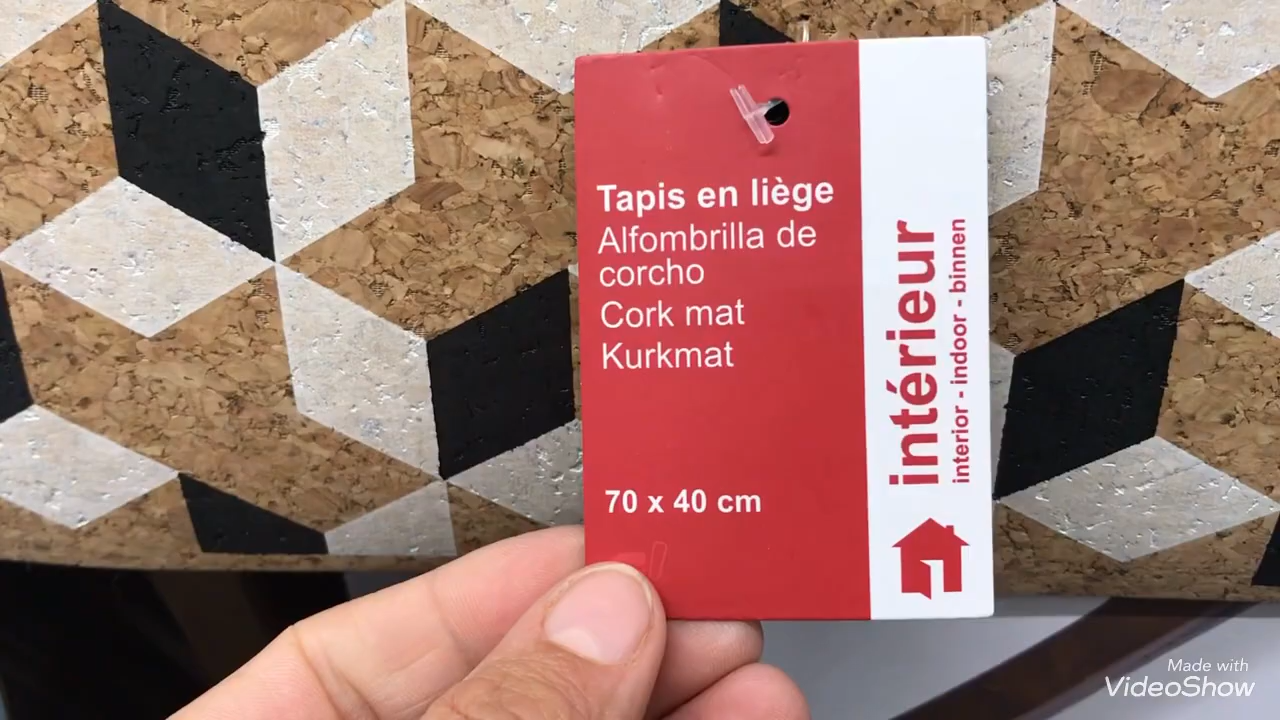 Tapis en liège
Alfombrilla de
corcho
Cork mat
Kurkmat
70 x 40 cm
intérieur
interior - indoor - binnen
Made with
VideoShow